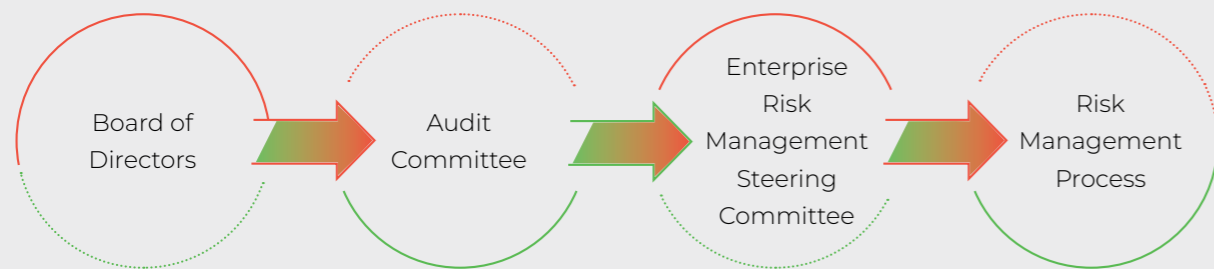 Board of
Directors
Audit
Committee
Enterprise
Risk
Management
Steering
Committee
Risk
Management
Process